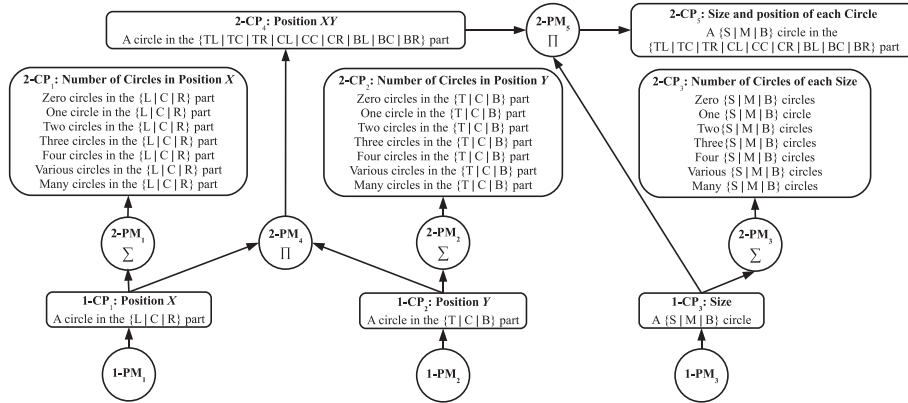 2-CP4: Position XY
A circle in the {TL | TC | TR | CL | CC | CR | BL | BC | BR} part
2-PM5
∏
2-CP5: Size and position of each Circle
A {S | M | B} circle in the
{TL | TC | TR | CL | CC | CR | BL | BC | BR} part
2-CP1: Number of Circles in Position X
Zero circles in the {L | C | R} part
One circle in the {L | C | R} part
Two circles in the {L | C | R} part
Three circles in the {L | C | R} part
Four circles in the {L | C | R} part
Various circles in the {L | C | R} part
Many circles in the {L | C | R} part
2-CP2: Number of Circles in Position Y
Zero circles in the {T | C | B} part
One circle in the {T | C | B} part
Two circles in the {T | C | B} part
Three circles in the {T | C | B} part
Four circles in the {T | C | B} part
Various circles in the {T | C | B} part
Many circles in the {T | C | B} part
2-CP3: Number of Circles of each Size
Zero {S | M | B} circles
One {S | M | B} circle
Two{S | M | B} circles
Three{S | M | B} circles
Four {S | M | B} circles
Various {S | M | B} circles
Many {S | M | B} circles
2-PM1
∑
2-PM4
∏
2-PM2
∑
2-PM3
∑
1-CP1: Position X
A circle in the {L | C | R} part
1-CP2: Position Y
A circle in the {T | C | B} part
1-CP3: Size
A {S | M | B} circle
1-PM1
1-PM2
1-PM3